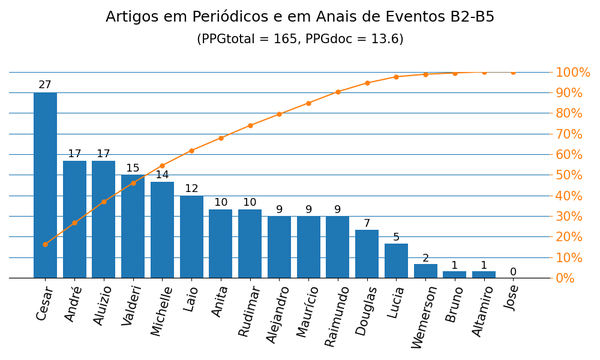 Artigos em Periódicos e em Anais de Eventos B2-B5
(PPGtotal = 165, PPGdoc = 13.6)
100%
90%
80%
70%
60%
50%
40%
30%
20%
10%
0%
27
17
17
15
14
12
10
10
9
9
9
7
5
2
1
1
0
Cesar
André
Aluizio
Valderi
Michelle
Laio
Anita
Rudimar
Alejandro
Maurício
Raimundo
Douglas
Lucia
Wemerson
Bruno
Altamiro
Jose